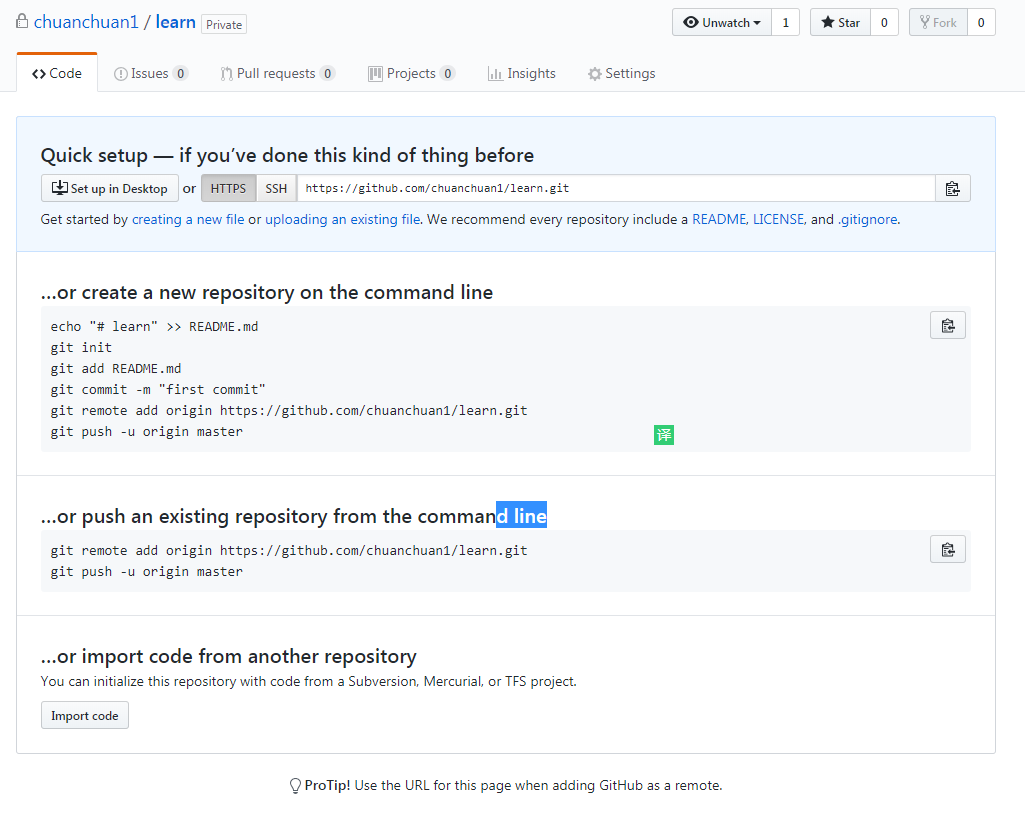 chuanchuan1 / learn Private
Unwatch 1 Star 0 Fork 0
Code Issues 0 Pull requests 0 Projects 0 Insights Settings
Quick setup — if you’ve done this kind of thing before
Set up in Desktop or HTTPS SSH https://github.com/chuanchuan1/learn.git
Get started by creating a new file or uploading an existing file. We recommend every repository include a README, LICENSE, and .gitignore.
…or create a new repository on the command line
echo "# learn" >> README.md
git init
git add README.md
git commit -m "first commit"
git remote add origin https://github.com/chuanchuan1/learn.git
git push -u origin master
译
…or push an existing repository from the command line
git remote add origin https://github.com/chuanchuan1/learn.git
git push -u origin master
…or import code from another repository
You can initialize this repository with code from a Subversion, Mercurial, or TFS project.
Import code
ProTip! Use the URL for this page when adding GitHub as a remote.